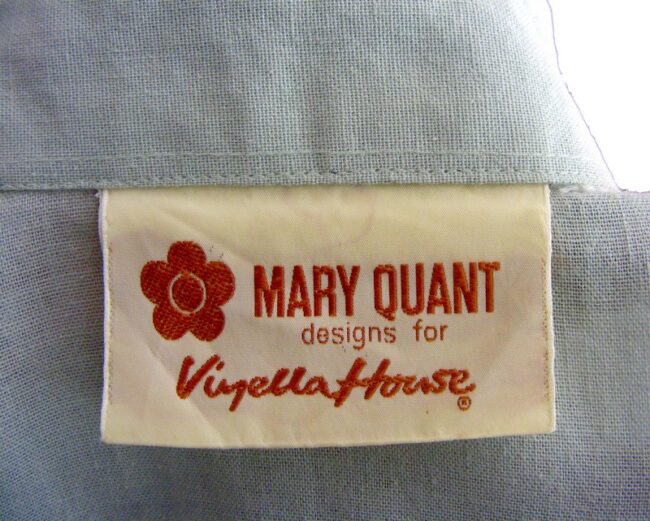 MARY QUANT
designs for
Viyella House
®